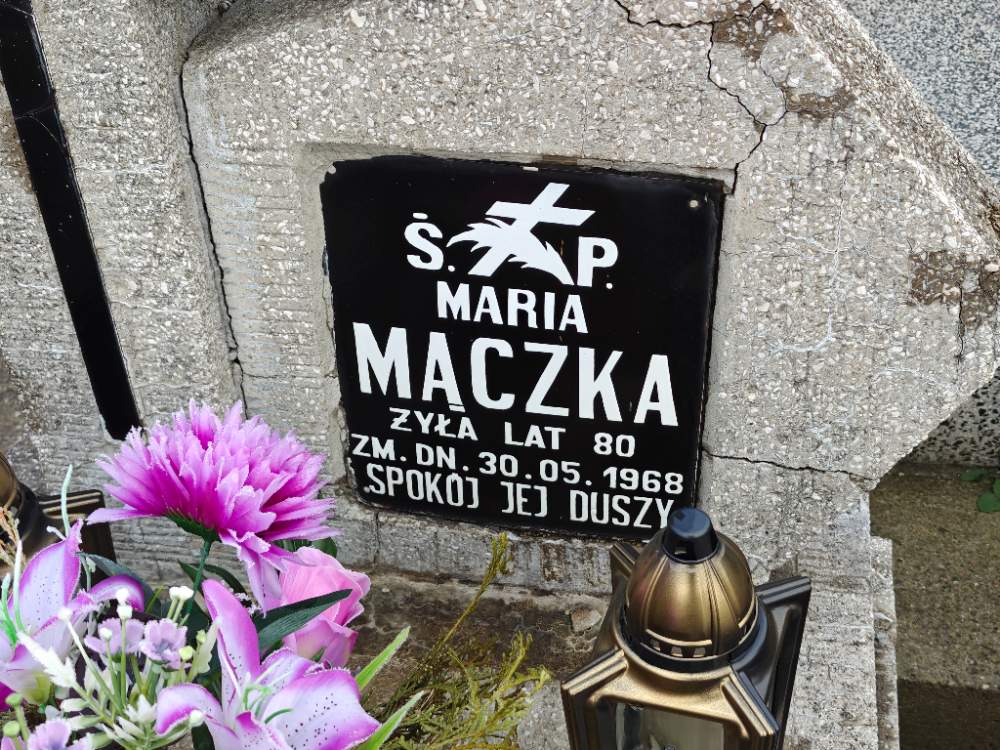 Ś. P.
MARIA
MĄCZKA
ŻYŁA LAT 80
ZM. DN. 30.05.1968
SPOKÓJ JEJ DUSZY